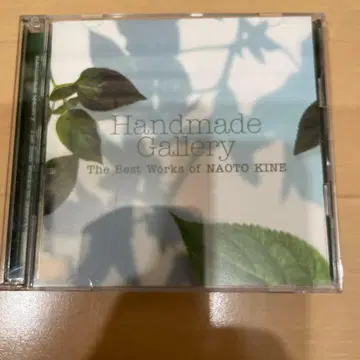 Handmade
Gallery
The Best Works of NAOTO KINE